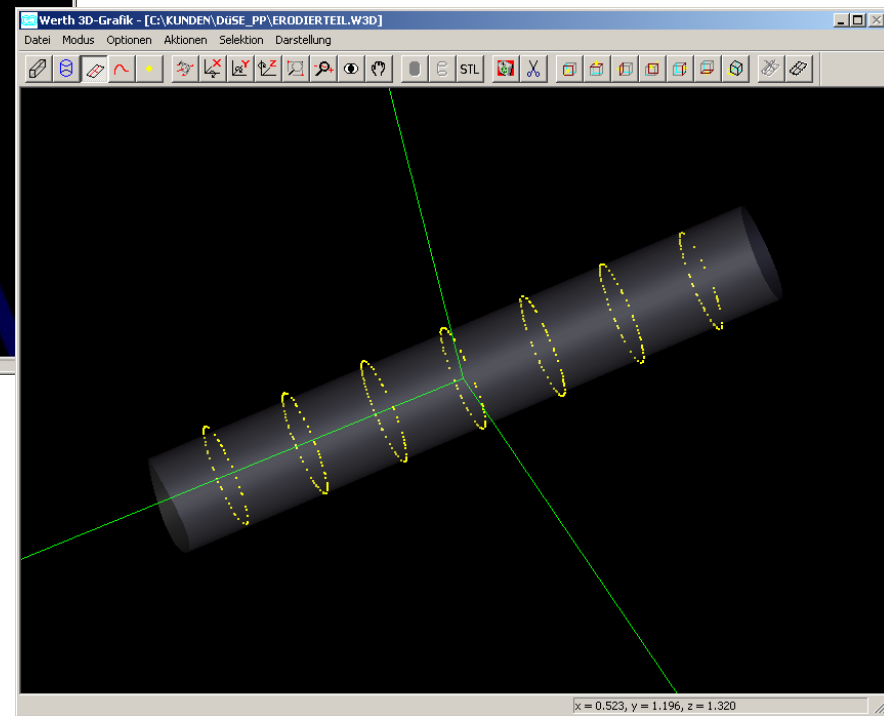 Werth 3D-Grafik - [C:\KUNDEN\DüSE_PP\ERODIERTEIL.W3D]
Datei Modus Optionen Aktionen Selektion Darstellung
X Y Z STL
x = 0.523, y = 1.196, z = 1.320